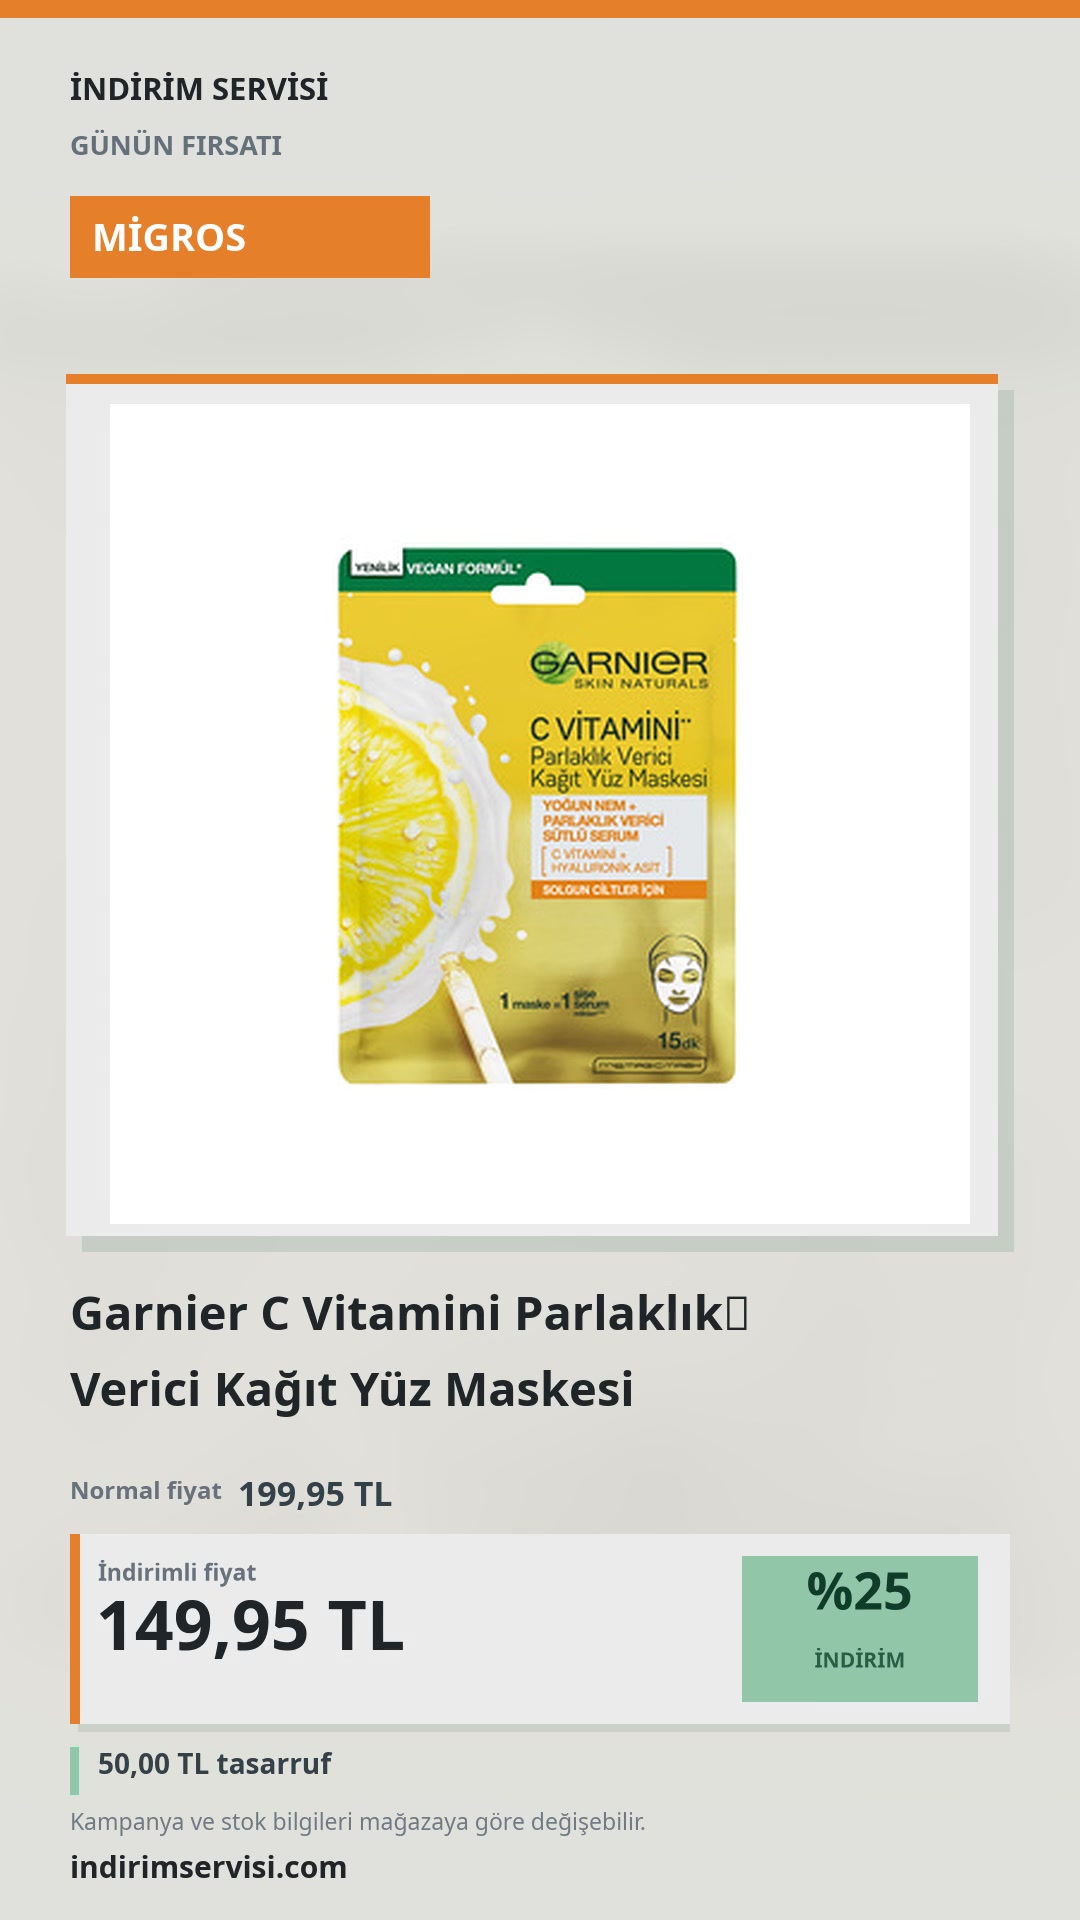 İNDİRİM SERVİSİ
GÜNÜN FIRSATI
MİGROS
YENİLİK VEGAN FORMÜL*
GARNIER
SKIN NATURALS
C VİTAMİNİ**
Parlaklık Verici
Kağıt Yüz Maskesi
YOĞUN NEM +
PARLAKLIK VERİCİ
SÜTLÜ SERUM
[C VİTAMİNİ +
HYALURONİK ASİT]
SOLGUN CİLTLER İÇİN
1 maske = 1 şişe
serum
15dk
Garnier C Vitamini Parlaklık
Verici Kağıt Yüz Maskesi
Normal fiyat 199,95 TL
İndirimli fiyat
149,95 TL
%25
İNDİRİM
50,00 TL tasarruf
Kampanya ve stok bilgileri mağazaya göre değişebilir.
indirimservisi.com